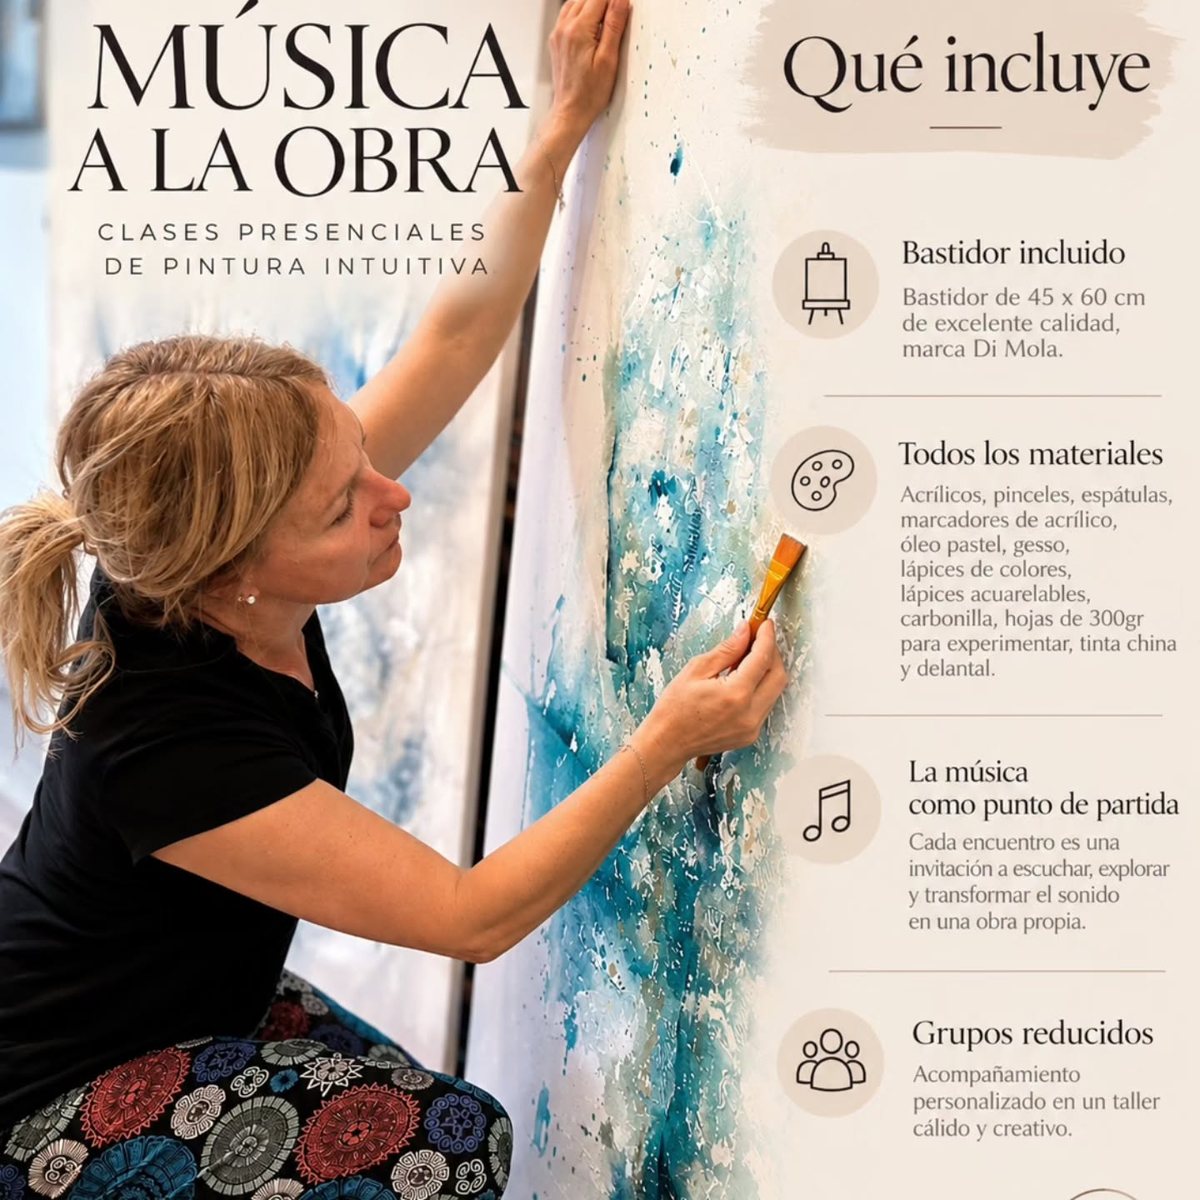 MÚSICA
A LA OBRA
CLASES PRESENCIALES
DE PINTURA INTUITIVA
Qué incluye
Bastidor incluido
Bastidor de 45 x 60 cm
de excelente calidad,
marca Di Mola.
Todos los materiales
Acrílicos, pinceles, espátulas,
marcadores de acrílico,
óleo pastel, gesso,
lápices de colores,
lápices acuarelables,
carbonilla, hojas de 300gr
para experimentar, tinta china
y delantal.
La música
como punto de partida
Cada encuentro es una
invitación a escuchar, explorar
y transformar el sonido
en una obra propia.
Grupos reducidos
Acompañamiento
personalizado en un taller
cálido y creativo.